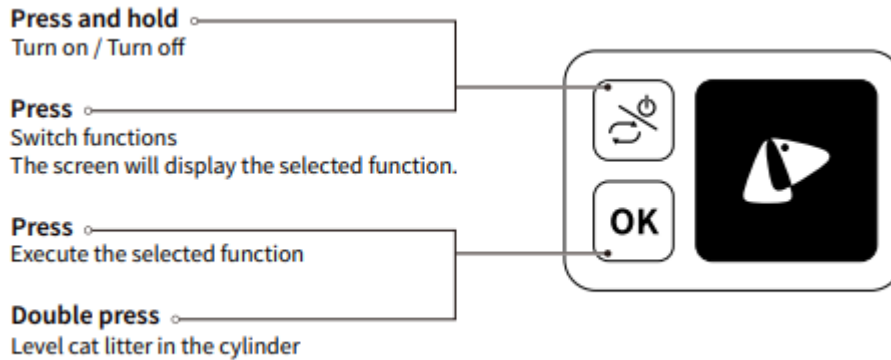 Press and hold
Turn on / Turn off
Press
Switch functions
The screen will display the selected function.
Press
Execute the selected function
Double press
Level cat litter in the cylinder
OK